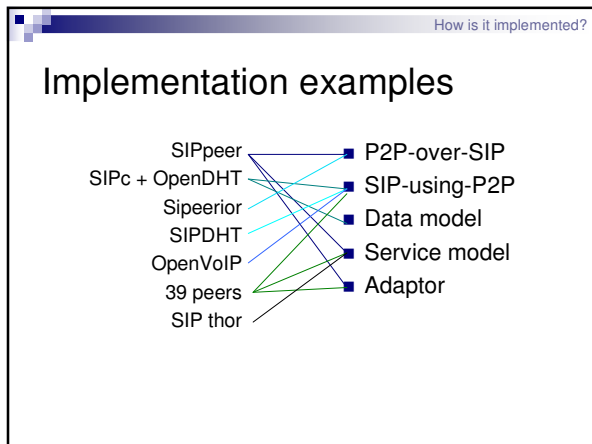 How is it implemented?
Implementation examples
SIPpeer
SIPc + OpenDHT
Sipeerior
SIPDHT
OpenVoIP
39 peers
SIP thor
P2P-over-SIP
SIP-using-P2P
Data model
Service model
Adaptor